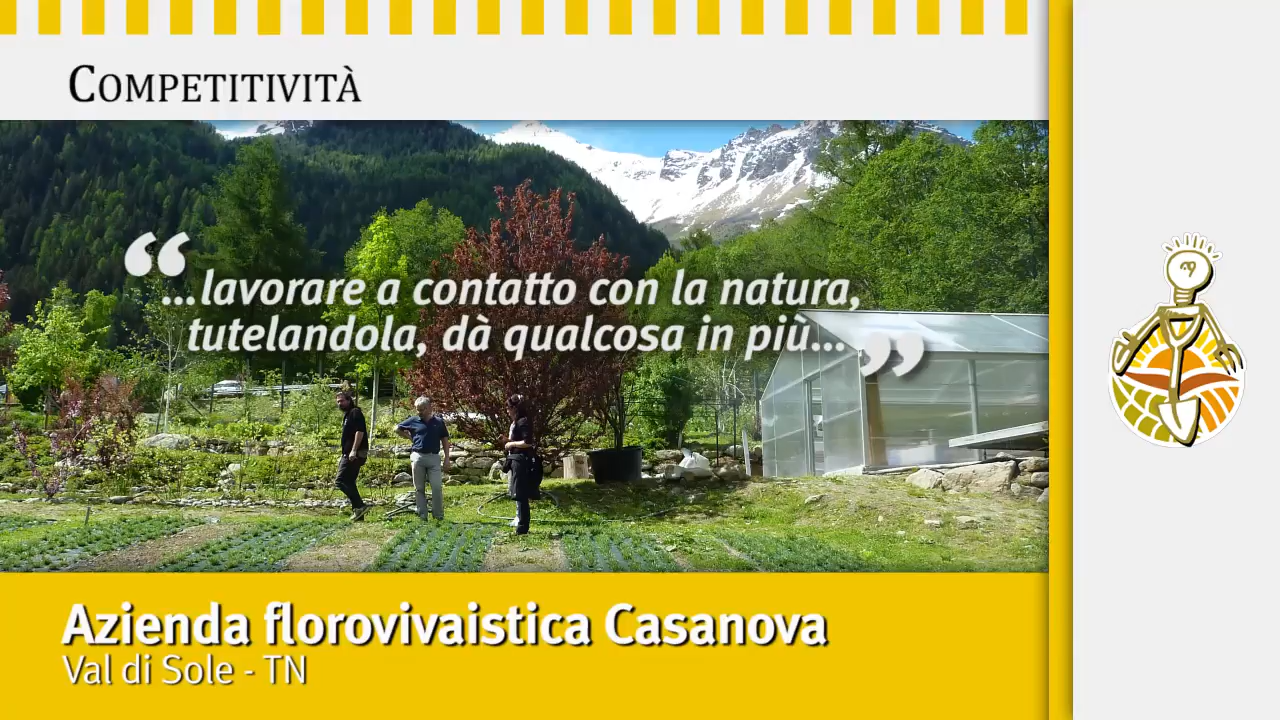 COMPETITIVITÀ
“...lavorare a contatto con la natura,
tutelandola, dà qualcosa in più...”
Azienda florovivaistica Casanova
Val di Sole - TN